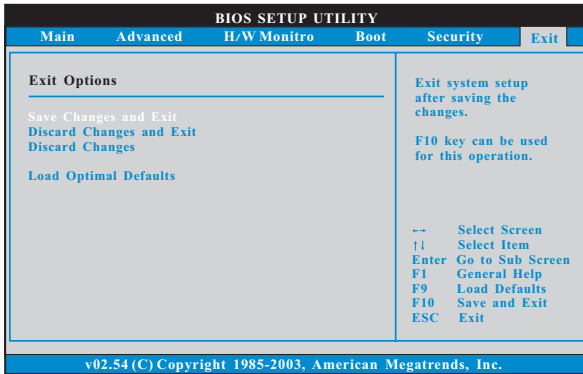 BIOS SETUP UTILITY
Main Advanced H/W Monitro Boot Security Exit
Exit Options
Save Changes and Exit
Discard Changes and Exit
Discard Changes
Load Optimal Defaults
Exit system setup
after saving the
changes.
F10 key can be used
for this operation.
←→ Select Screen
↑↓ Select Item
Enter Go to Sub Screen
F1 General Help
F9 Load Defaults
F10 Save and Exit
ESC Exit
v02.54 (C) Copyright 1985-2003, American Megatrends, Inc.